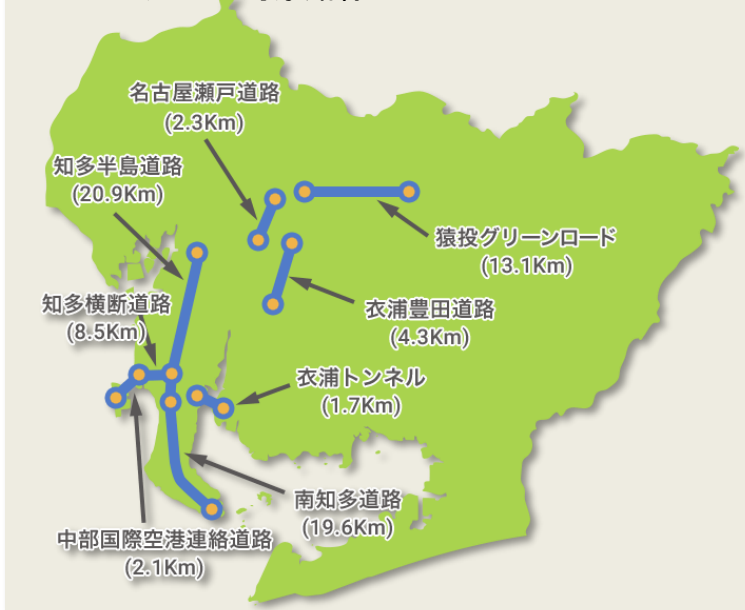 名古屋瀬戸道路
(2.3Km)
知多半島道路
(20.9Km)
猿投グリーンロード
(13.1Km)
知多横断道路
(8.5Km)
衣浦豊田道路
(4.3Km)
衣浦トンネル
(1.7Km)
南知多道路
(19.6Km)
中部国際空港連絡道路
(2.1Km)